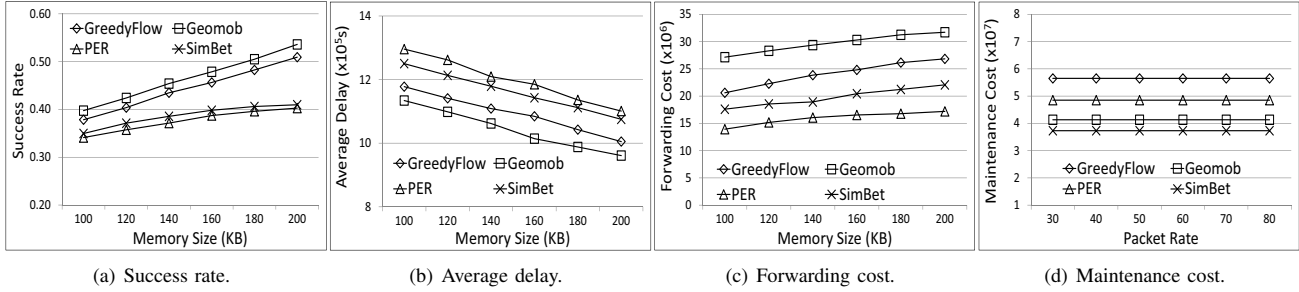 Success Rate
0.60
0.50
0.40
0.30
0.20
GreedyFlow Geomob
PER SimBet
100 120 140 160 180 200
Memory Size (KB)
(a) Success rate.
Average Delay (x10⁵s)
14
12
10
8
GreedyFlow Geomob
PER SimBet
100 120 140 160 180 200
Memory Size (KB)
(b) Average delay.
Forwarding Cost (x10⁶)
35
30
25
20
15
10
5
0
GreedyFlow Geomob
PER SimBet
100 120 140 160 180 200
Memory Size (KB)
(c) Forwarding cost.
Maintenance Cost (x10⁷)
8
7
6
5
4
3
2
1
GreedyFlow Geomob
PER SimBet
30 40 50 60 70 80
Packet Rate
(d) Maintenance cost.